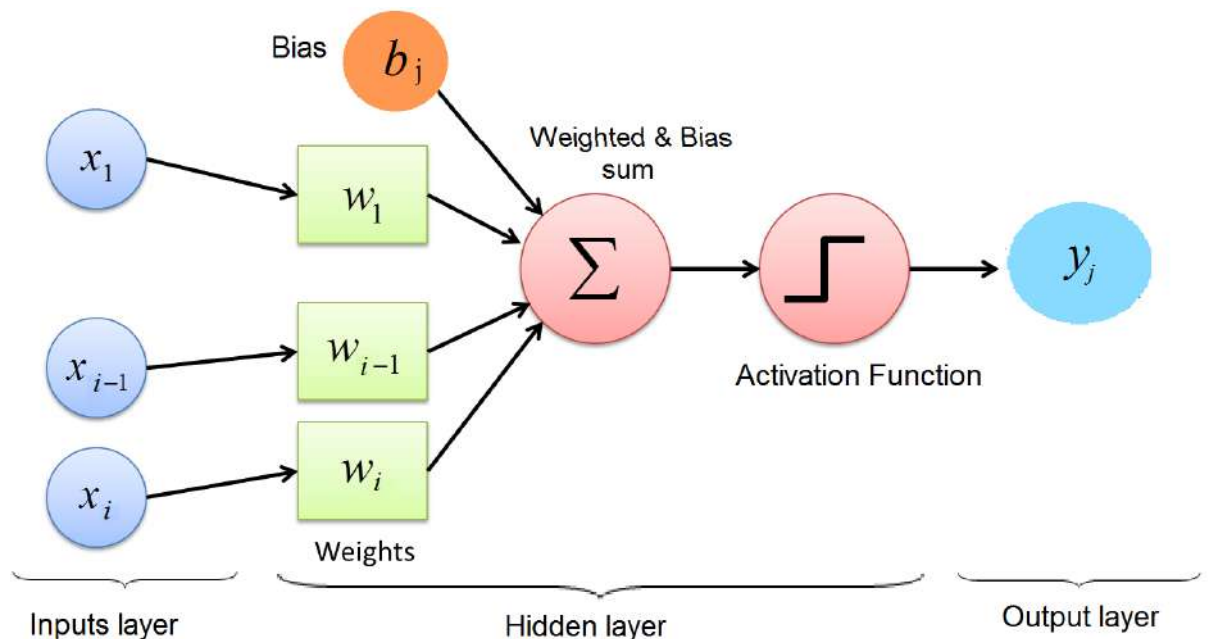 Bias
b j
x 1
w 1
Weighted & Bias
sum
Σ
y j
x i−1
w i−1
Activation Function
x i
w i
Weights
Inputs layer
Hidden layer
Output layer